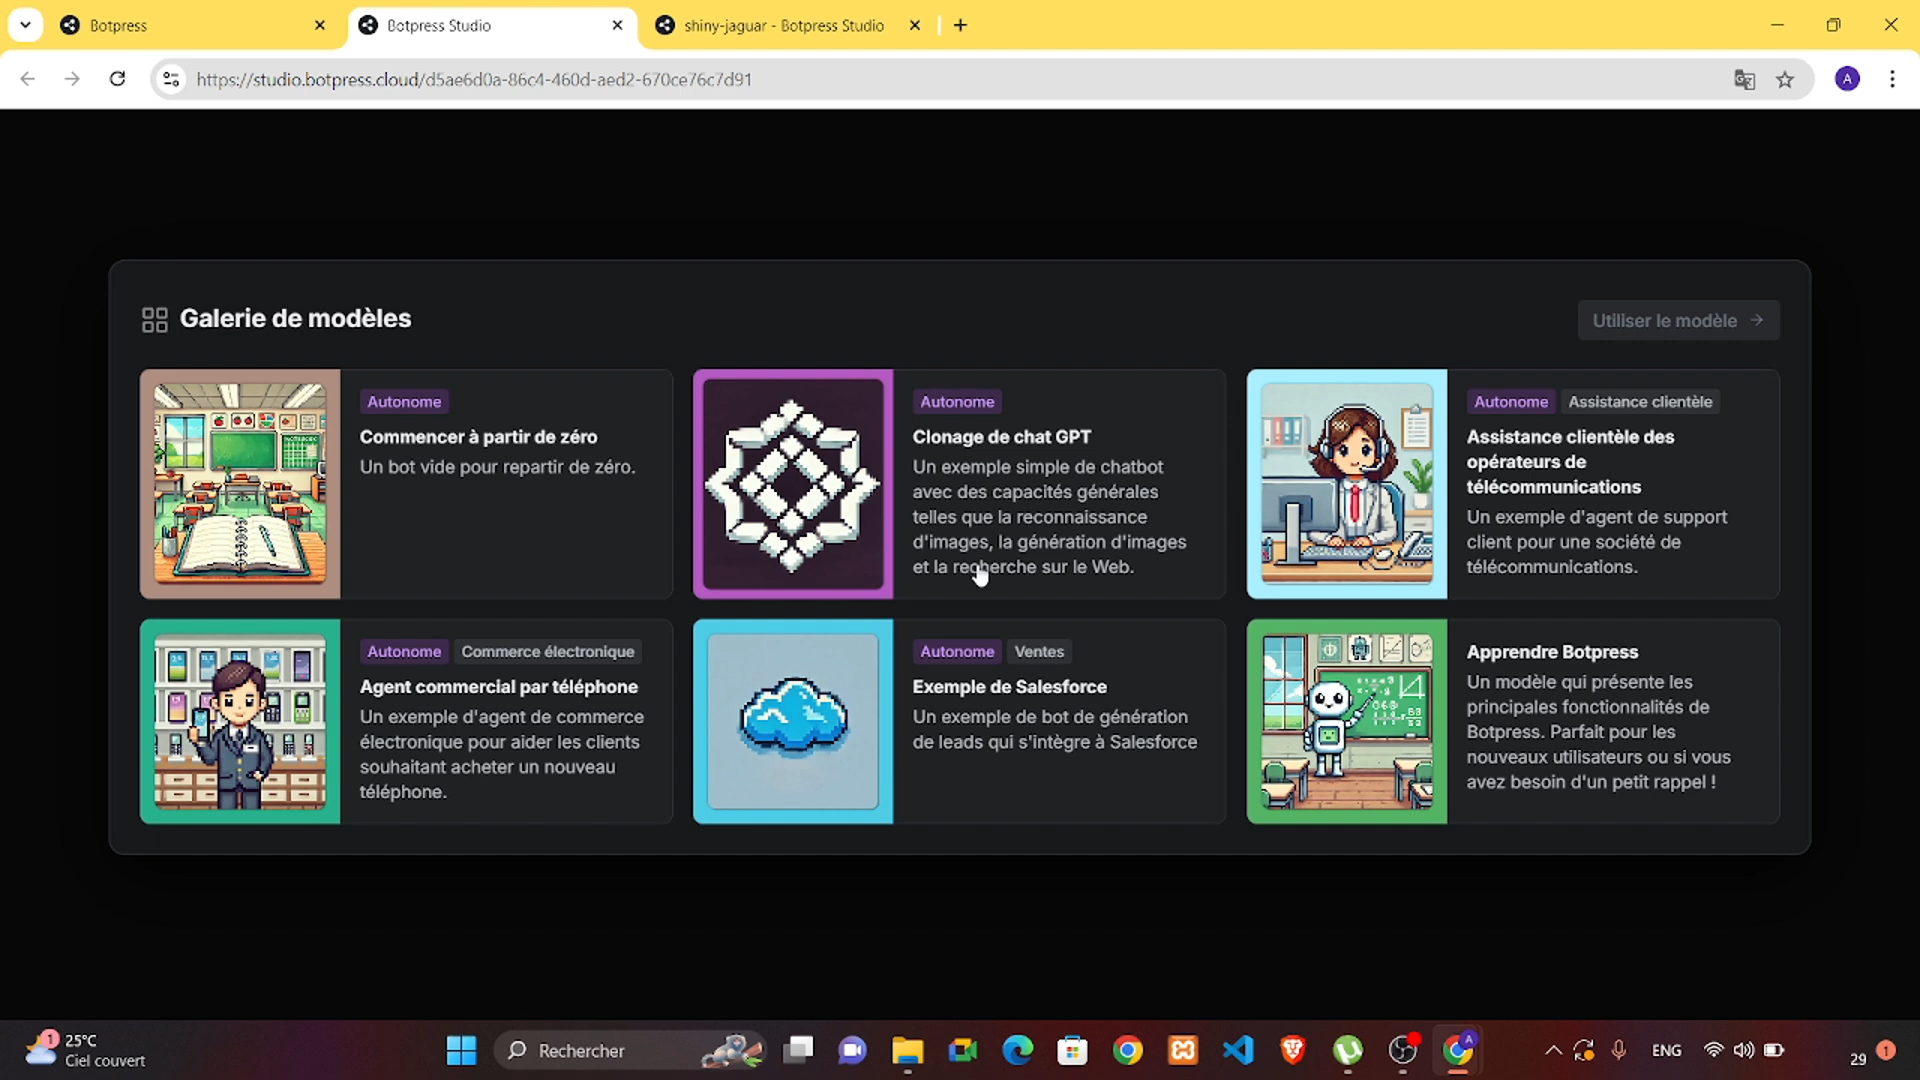 Botpress
Botpress Studio
shiny-jaguar - Botpress Studio
https://studio.botpress.cloud/d5ae6d0a-86c4-460d-aed2-670ce76c7d91
A
Galerie de modèles
Utiliser le modèle
Autonome
Commencer à partir de zéro
Un bot vide pour repartir de zéro.
Autonome
Clonage de chat GPT
Un exemple simple de chatbot
avec des capacités générales
telles que la reconnaissance
d'images, la génération d'images
et la recherche sur le Web.
Autonome
Assistance clientèle
Assistance clientèle des
opérateurs de
télécommunications
Un exemple d'agent de support
client pour une société de
télécommunications.
Autonome
Commerce électronique
Agent commercial par téléphone
Un exemple d'agent de commerce
électronique pour aider les clients
souhaitant acheter un nouveau
téléphone.
Autonome
Ventes
Exemple de Salesforce
Un exemple de bot de génération
de leads qui s'intègre à Salesforce
Apprendre Botpress
Un modèle qui présente les
principales fonctionnalités de
Botpress. Parfait pour les
nouveaux utilisateurs ou si vous
avez besoin d'un petit rappel !
1
25°C
Ciel couvert
Rechercher
A
ENG
29
1